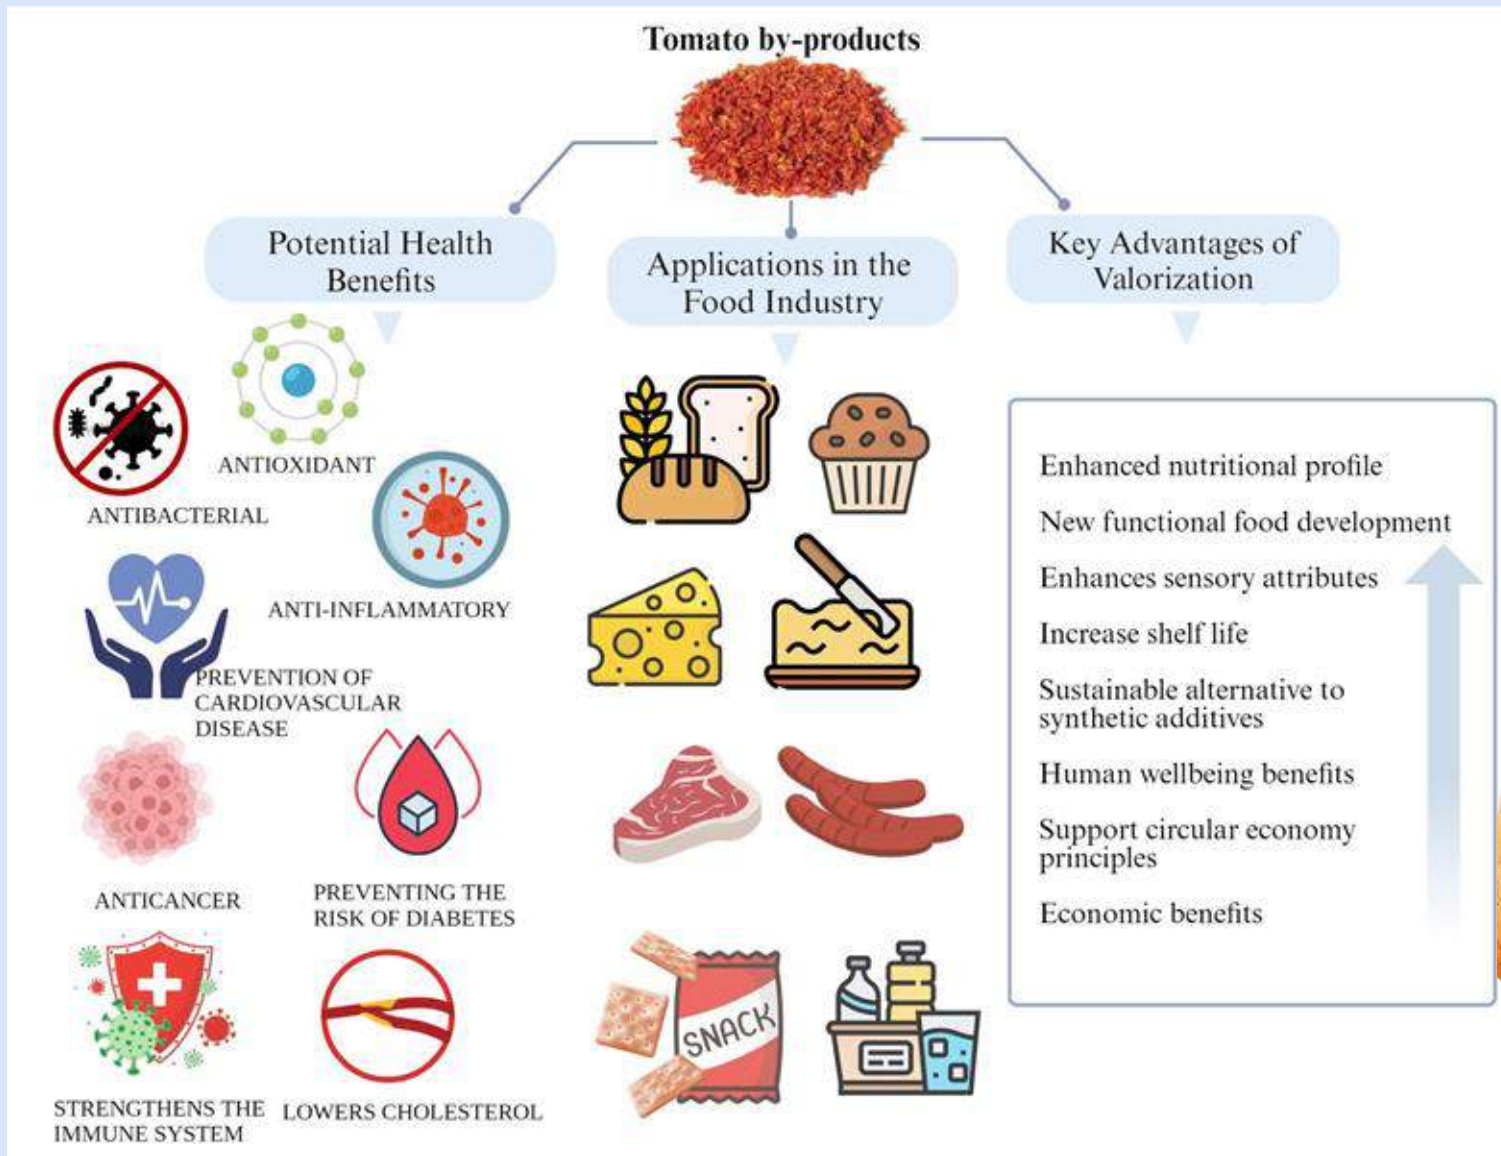 Tomato by-products
Potential Health
Benefits
ANTIOXIDANT
ANTIBACTERIAL
ANTI-INFLAMMATORY
PREVENTION OF
CARDIOVASCULAR
DISEASE
ANTICANCER
PREVENTING THE
RISK OF DIABETES
STRENGTHENS THE
IMMUNE SYSTEM
LOWERS CHOLESTEROL
Applications in the
Food Industry
SNACK
Key Advantages of
Valorization
Enhanced nutritional profile
New functional food development
Enhances sensory attributes
Increase shelf life
Sustainable alternative to
synthetic additives
Human wellbeing benefits
Support circular economy
principles
Economic benefits